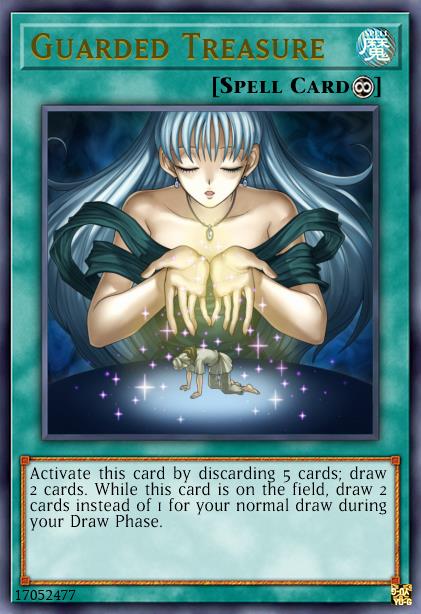 Guarded Treasure
[Spell Card]
Activate this card by discarding 5 cards; draw
2 cards. While this card is on the field, draw 2
cards instead of 1 for your normal draw during
your Draw Phase.
17052477